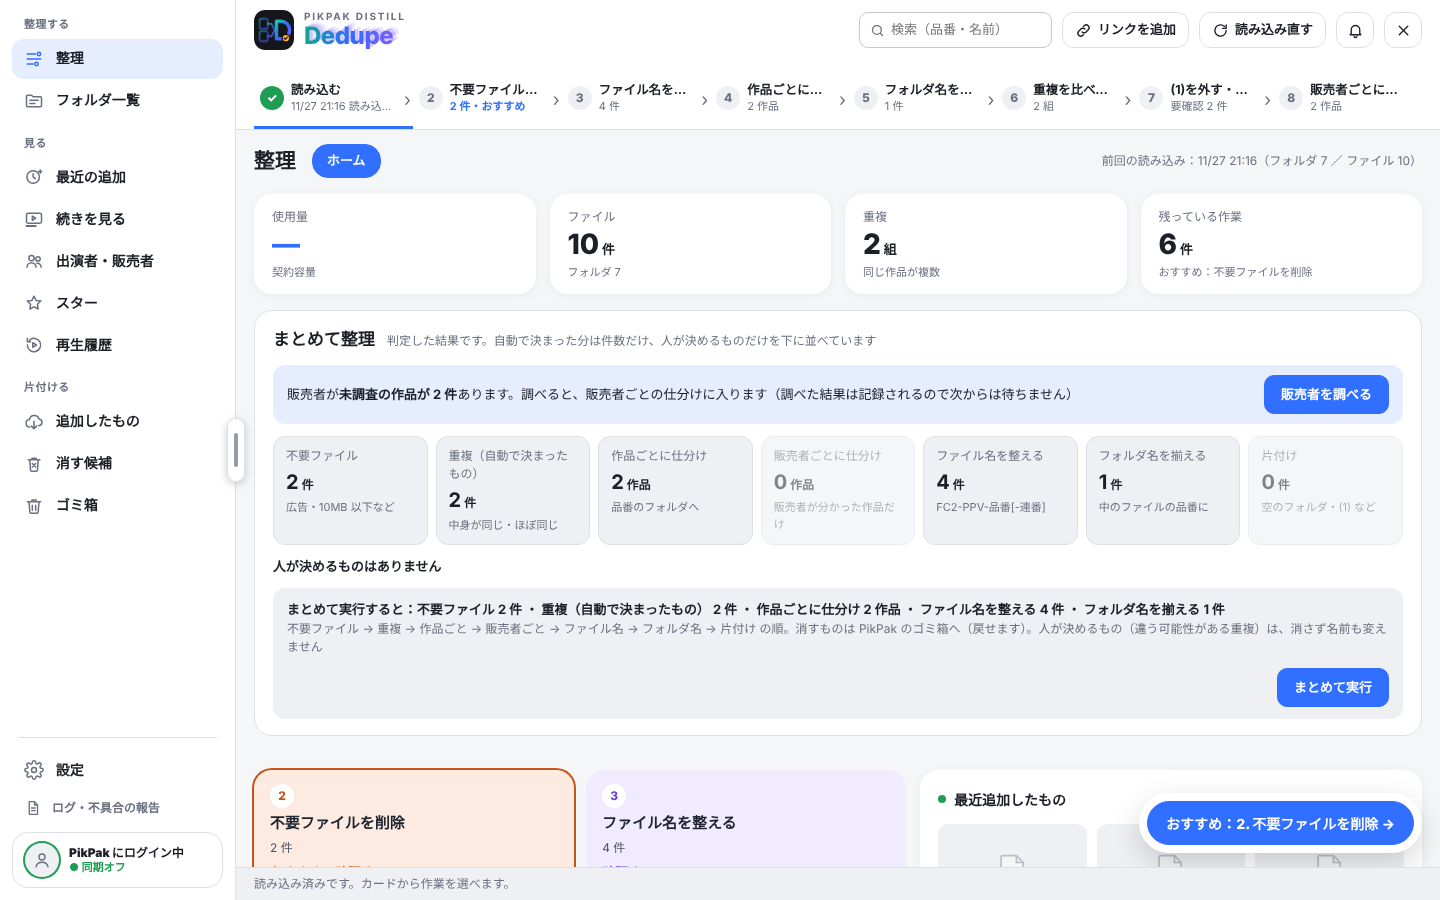 整理する
整理
フォルダ一覧
見る
最近の追加
続きを見る
出演者・販売者
スター
再生履歴
片付ける
追加したもの
消す候補
ゴミ箱
設定
ログ・不具合の報告
PikPak にログイン中
同期オフ
PIKPAK DISTILL
Dedupe
検索（品番・名前）
リンクを追加
読み込み直す
読み込む
11/27 21:16 読み込...
2
不要ファイル...
2 件・おすすめ
3
ファイル名を...
4 件
4
作品ごとに...
2 作品
5
フォルダ名を...
1 件
6
重複を比べ...
2 組
7
(1)を外す・...
要確認 2 件
8
販売者ごとに...
2 作品
整理
ホーム
前回の読み込み：11/27 21:16（フォルダ 7 ／ ファイル 10）
使用量
—
契約容量
ファイル
10 件
フォルダ 7
重複
2 組
同じ作品が複数
残っている作業
6 件
おすすめ：不要ファイルを削除
まとめて整理
判定した結果です。自動で決まった分は件数だけ、人が決めるものだけを下に並べています
販売者が未調査の作品が 2 件あります。調べると、販売者ごとの仕分けに入ります（調べた結果は記録されるので次からは待ちません）
販売者を調べる
不要ファイル
2 件
広告・10MB 以下など
重複（自動で決まった
もの）
2 件
中身が同じ・ほぼ同じ
作品ごとに仕分け
2 作品
品番のフォルダへ
販売者ごとに仕分け
0 作品
販売者が分かった作品だ
け
ファイル名を整える
4 件
FC2-PPV-品番[-連番]
フォルダ名を揃える
1 件
中のファイルの品番に
片付け
0 件
空のフォルダ・(1) など
人が決めるものはありません
まとめて実行すると：不要ファイル 2 件 ・ 重複（自動で決まったもの） 2 件 ・ 作品ごとに仕分け 2 作品 ・ ファイル名を整える 4 件 ・ フォルダ名を揃える 1 件
不要ファイル → 重複 → 作品ごと → 販売者ごと → ファイル名 → フォルダ名 → 片付け の順。消すものは PikPak のゴミ箱へ（戻せます）。人が決めるもの（違う可能性がある重複）は、消さず名前も変え
ません
まとめて実行
2
不要ファイルを削除
2 件
3
ファイル名を整える
4 件
最近追加したもの
おすすめ：2. 不要ファイルを削除 →
読み込み済みです。カードから作業を選べます。